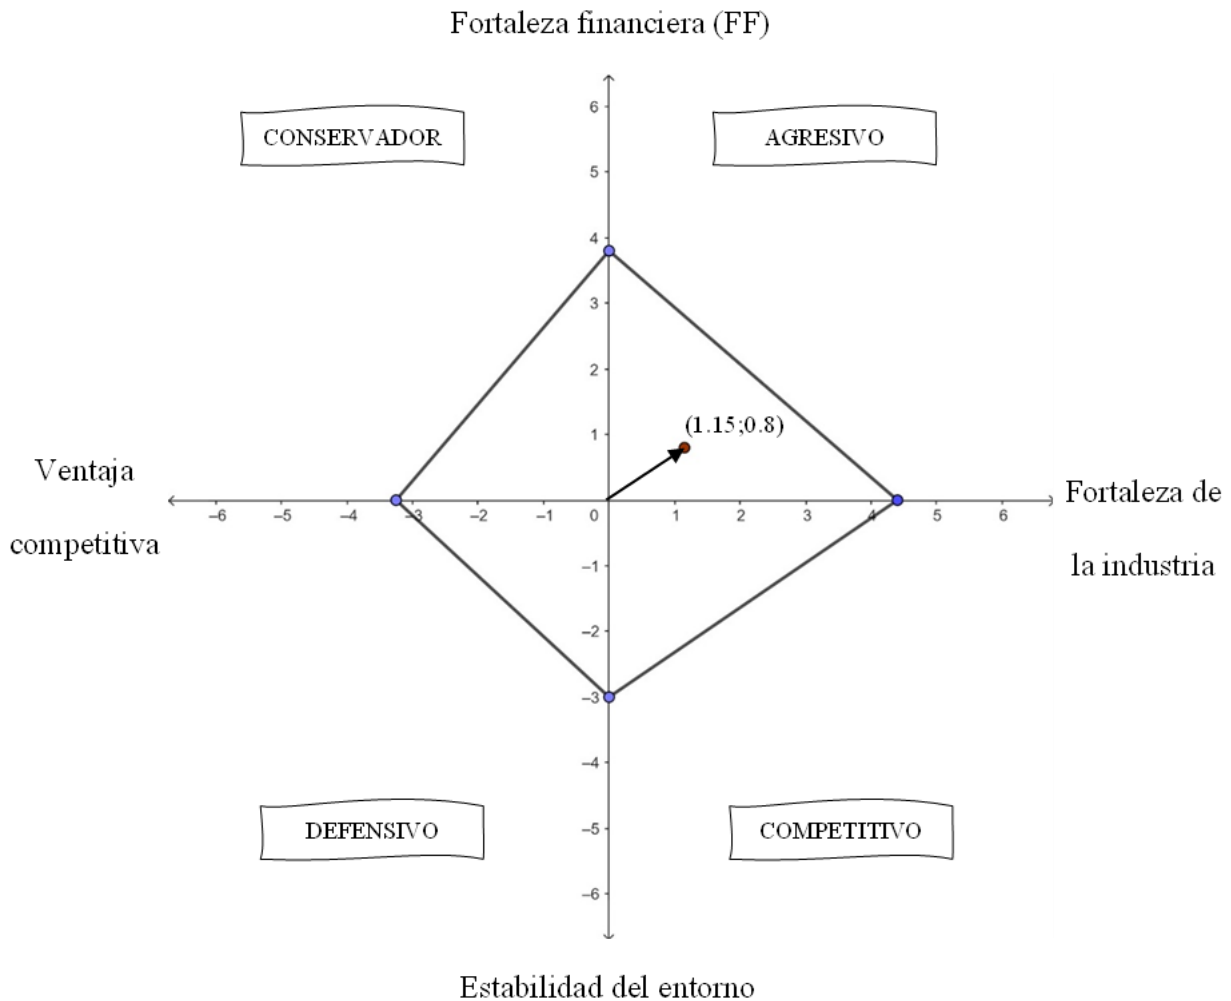 Fortaleza financiera (FF)
CONSERVADOR
AGRESIVO
6
5
4
3
2
1
(1.15;0.8)
Ventaja
competitiva
Fortaleza de
la industria
–6 –5 –4 –3 –2 –1 0 1 2 3 4 5 6
–1
–2
–3
–4
–5
–6
DEFENSIVO
COMPETITIVO
Estabilidad del entorno